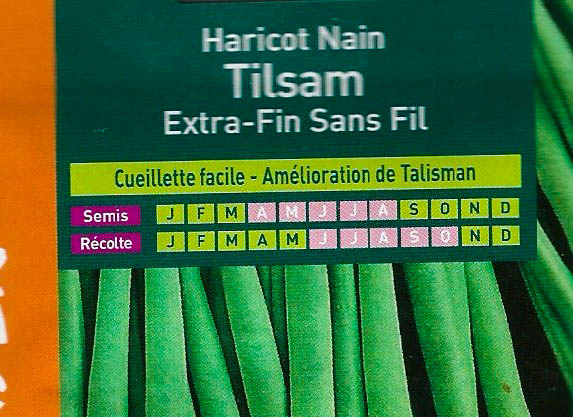 Haricot Nain
Tilsam
Extra-Fin Sans Fil
Cueillette facile - Amélioration de Talisman
Semis J F M A M J J A S O N D
Récolte J F M A M J J A S O N D